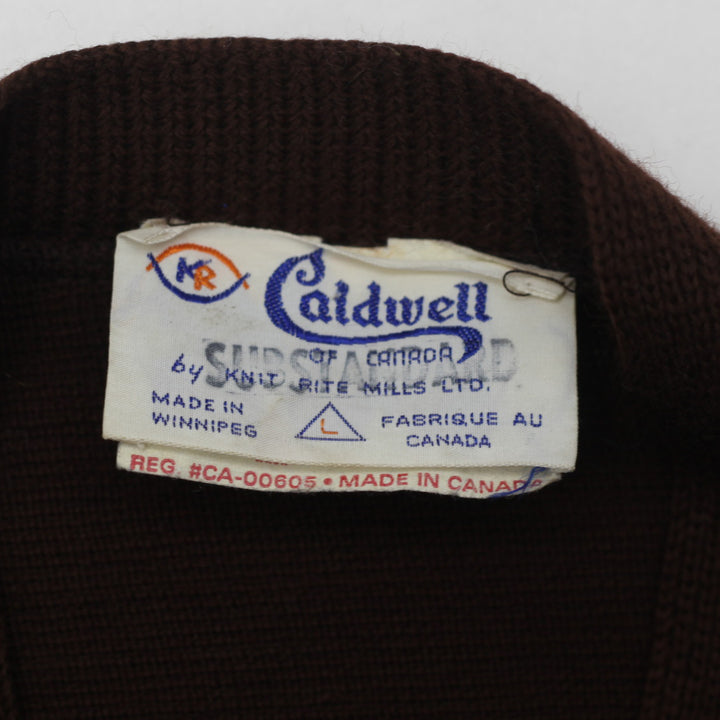 KR
Caldwell
OF CANADA
SUBSTANDARD
by KNIT RITE MILLS LTD.
MADE IN
WINNIPEG
L
FABRIQUE AU
CANADA
REG. #CA-00605 • MADE IN CANADA